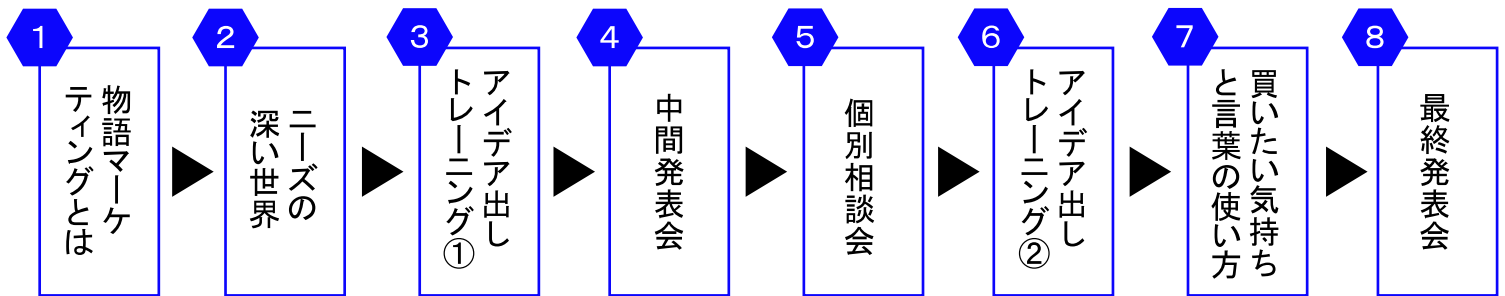 1
物語マーケ
ティングとは
2
ニーズの
深い世界
3
アイデア出し
トレーニング①
4
中間発表会
5
個別相談会
6
アイデア出し
トレーニング②
7
買いたい気持ち
と言葉の使い方
8
最終発表会